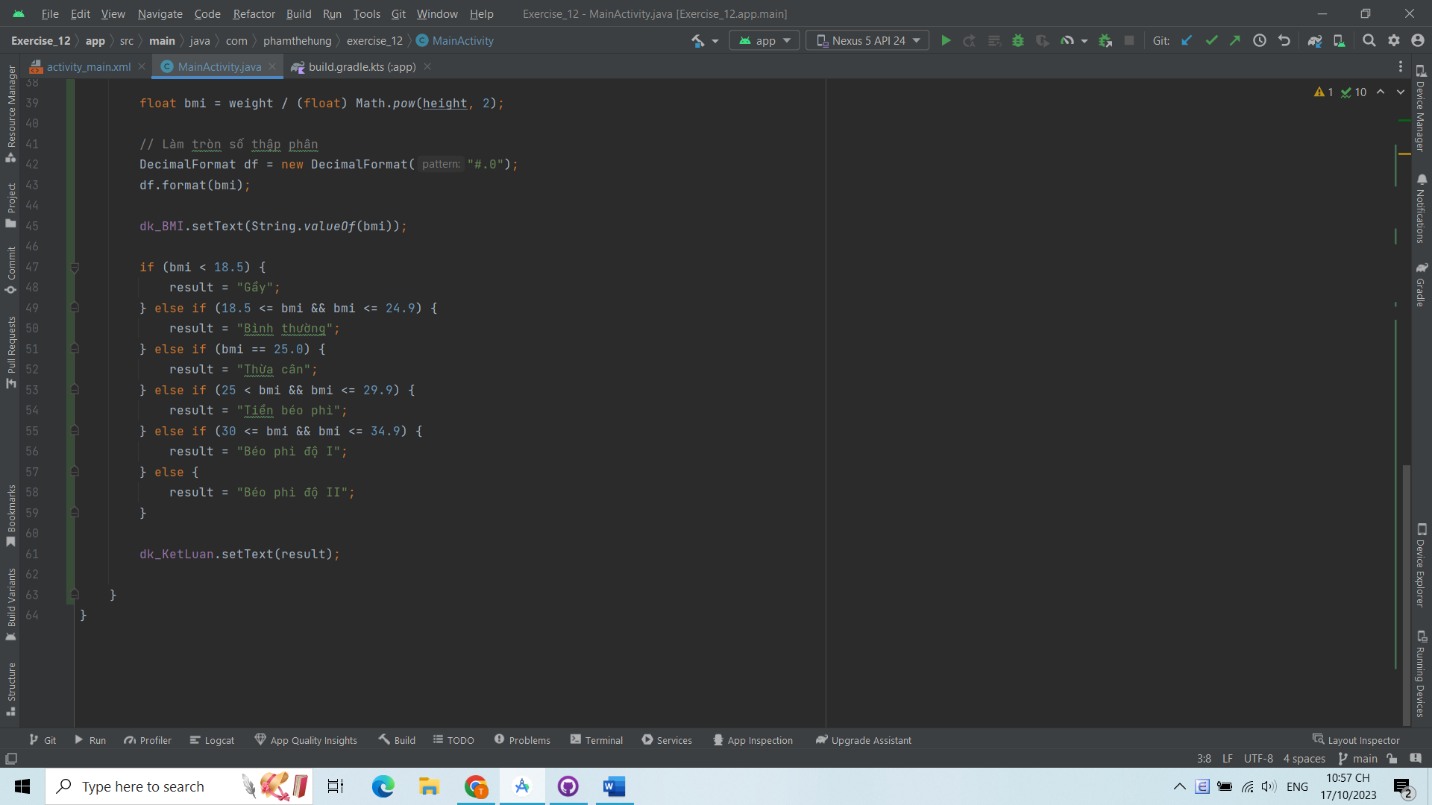 File Edit View Navigate Code Refactor Build Run Tools Git Window Help Exercise_12 - MainActivity.java [Exercise_12.app.main]
Exercise_12 app src main java com phamthehung exercise_12 MainActivity app Nexus 5 API 24 Git:
activity_main.xml MainActivity.java build.gradle.kts (:app)
1 10
38
39 float bmi = weight / (float) Math.pow(height, 2);
40
41 // Làm tròn số thập phân
42 DecimalFormat df = new DecimalFormat( pattern: "#.0");
43 df.format(bmi);
44
45 dk_BMI.setText(String.valueOf(bmi));
46
47 if (bmi < 18.5) {
48 result = "Gầy";
49 } else if (18.5 <= bmi && bmi <= 24.9) {
50 result = "Bình thường";
51 } else if (bmi == 25.0) {
52 result = "Thừa cân";
53 } else if (25 < bmi && bmi <= 29.9) {
54 result = "Tiền béo phì";
55 } else if (30 <= bmi && bmi <= 34.9) {
56 result = "Béo phì độ I";
57 } else {
58 result = "Béo phì độ II";
59 }
60
61 dk_KetLuan.setText(result);
62
63 }
64 }
Resource Manager
Project
Commit
Pull Requests
Bookmarks
Build Variants
Structure
Device Manager
Notifications
Gradle
Device Explorer
Running Devices
Git Run Profiler Logcat App Quality Insights Build TODO Problems Terminal Services App Inspection Upgrade Assistant Layout Inspector
3:8 LF UTF-8 4 spaces main
Type here to search
ENG
10:57 CH
17/10/2023
2